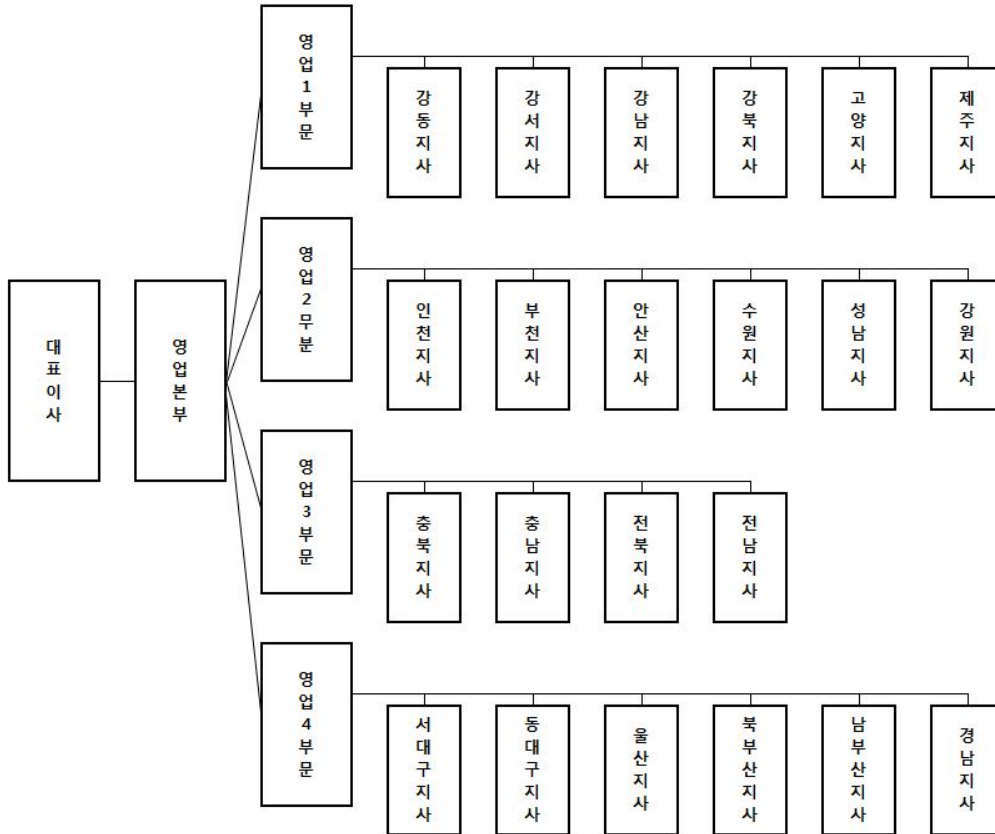 대표이사
영업본부
영업1부문
강동지사
강서지사
강남지사
강북지사
고양지사
제주지사
영업2무분
인천지사
부천지사
안산지사
수원지사
성남지사
강원지사
영업3부문
충북지사
충남지사
전북지사
전남지사
영업4부문
서대구지사
동대구지사
울산지사
북부산지사
남부산지사
경남지사